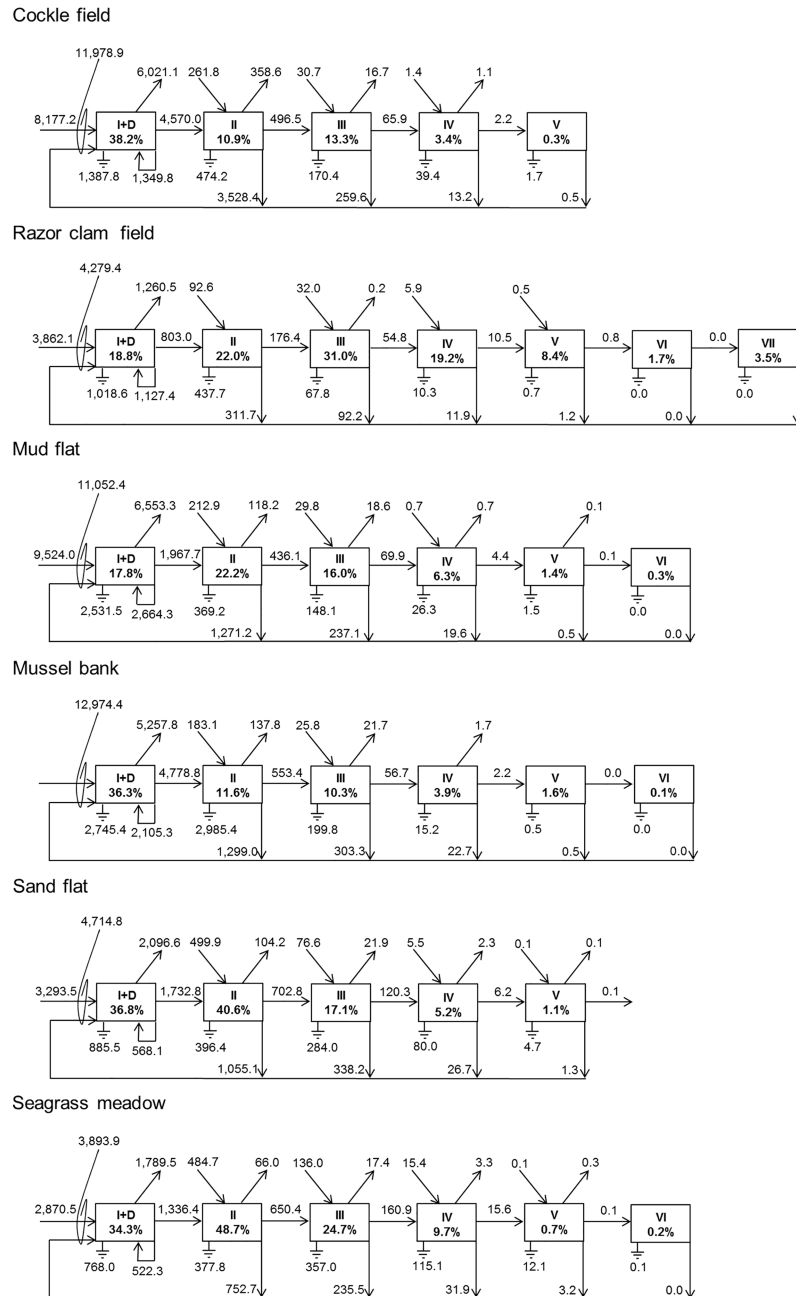 Cockle field
11,978.9
6,021.1 261.8 358.6 30.7 16.7 1.4 1.1
8,177.2 I+D 4,570.0 II 496.5 III 65.9 IV 2.2 V
38.2% 10.9% 13.3% 3.4% 0.3%
1,387.8 1,349.8 474.2 170.4 39.4 1.7
3,528.4 259.6 13.2 0.5
Razor clam field
4,279.4
1,260.5 92.6 32.0 0.2 5.9 0.5
3,862.1 I+D 803.0 II 176.4 III 54.8 IV 10.5 V 0.8 VI 0.0 VII
18.8% 22.0% 31.0% 19.2% 8.4% 1.7% 3.5%
1,018.6 1,127.4 437.7 67.8 10.3 0.7 0.0 0.0
311.7 92.2 11.9 1.2 0.0
Mud flat
11,052.4
6,553.3 212.9 118.2 29.8 18.6 0.7 0.7 0.1
9,524.0 I+D 1,967.7 II 436.1 III 69.9 IV 4.4 V 0.1 VI
17.8% 22.2% 16.0% 6.3% 1.4% 0.3%
2,531.5 2,664.3 369.2 148.1 26.3 1.5 0.0
1,271.2 237.1 19.6 0.5 0.0
Mussel bank
12,974.4
5,257.8 183.1 137.8 25.8 21.7 1.7
I+D 4,778.8 II 553.4 III 56.7 IV 2.2 V 0.0 VI
36.3% 11.6% 10.3% 3.9% 1.6% 0.1%
2,745.4 2,105.3 2,985.4 199.8 15.2 0.5 0.0
1,299.0 303.3 22.7 0.5 0.0
Sand flat
4,714.8
2,096.6 499.9 104.2 76.6 21.9 5.5 2.3 0.1 0.1
3,293.5 I+D 1,732.8 II 702.8 III 120.3 IV 6.2 V 0.1
36.8% 40.6% 17.1% 5.2% 1.1%
885.5 568.1 396.4 284.0 80.0 4.7
1,055.1 338.2 26.7 1.3
Seagrass meadow
3,893.9
1,789.5 484.7 66.0 136.0 17.4 15.4 3.3 0.1 0.3
2,870.5 I+D 1,336.4 II 650.4 III 160.9 IV 15.6 V 0.1 VI
34.3% 48.7% 24.7% 9.7% 0.7% 0.2%
768.0 522.3 377.8 357.0 115.1 12.1 0.1
752.7 235.5 31.9 3.2 0.0